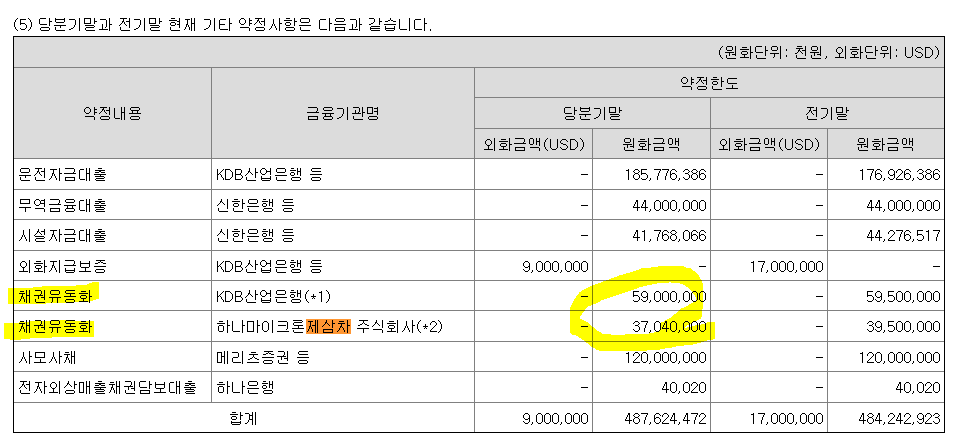 (5) 당분기말과 전기말 현재 기타 약정사항은 다음과 같습니다.
(원화단위: 천원, 외화단위: USD)
약정내용 금융기관명 약정한도
당분기말 전기말
외화금액(USD) 원화금액 외화금액(USD) 원화금액
운전자금대출 KDB산업은행 등 - 185,776,386 - 176,926,386
무역금융대출 신한은행 등 - 44,000,000 - 44,000,000
시설자금대출 신한은행 등 - 41,768,066 - 44,276,517
외화지급보증 KDB산업은행 등 9,000,000 - 17,000,000 -
채권유동화 KDB산업은행(*1) - 59,000,000 - 59,500,000
채권유동화 하나마이크론제삼차 주식회사(*2) - 37,040,000 - 39,500,000
사모사채 메리츠증권 등 - 120,000,000 - 120,000,000
전자외상매출채권담보대출 하나은행 - 40,020 - 40,020
합계 9,000,000 487,624,472 17,000,000 484,242,923